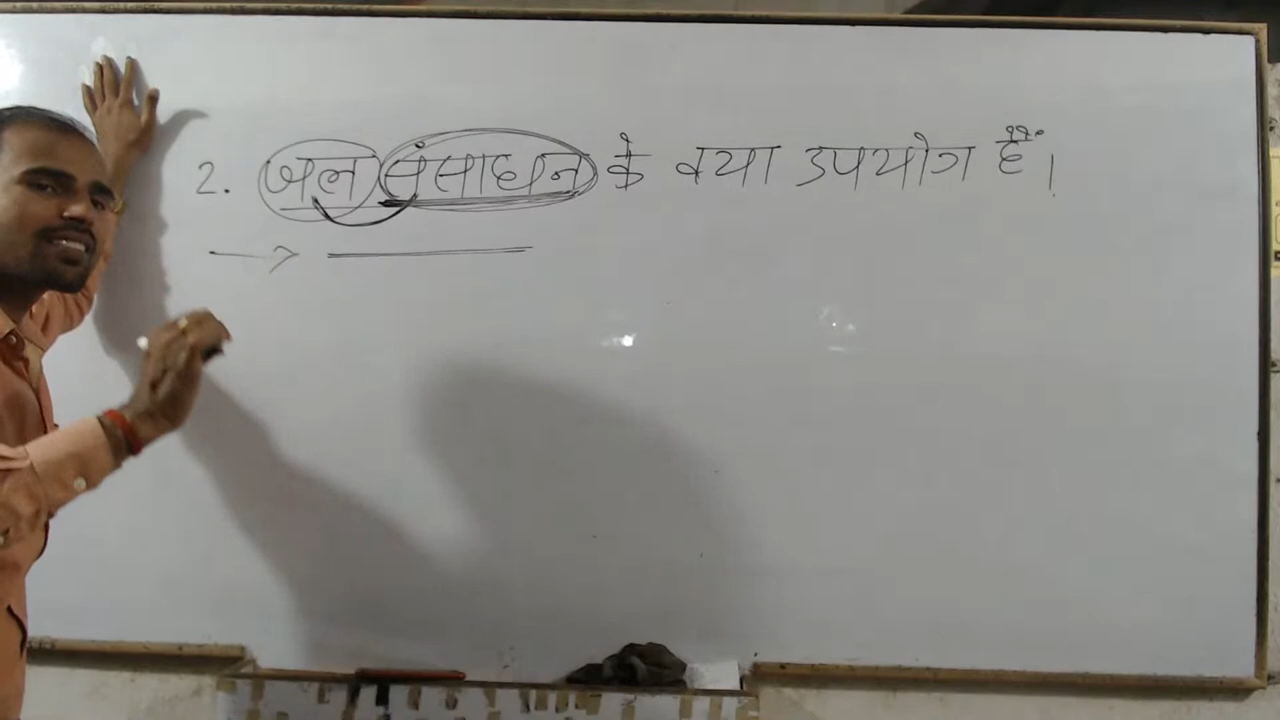 2. जल संसाधन के क्या उपयोग हैं।